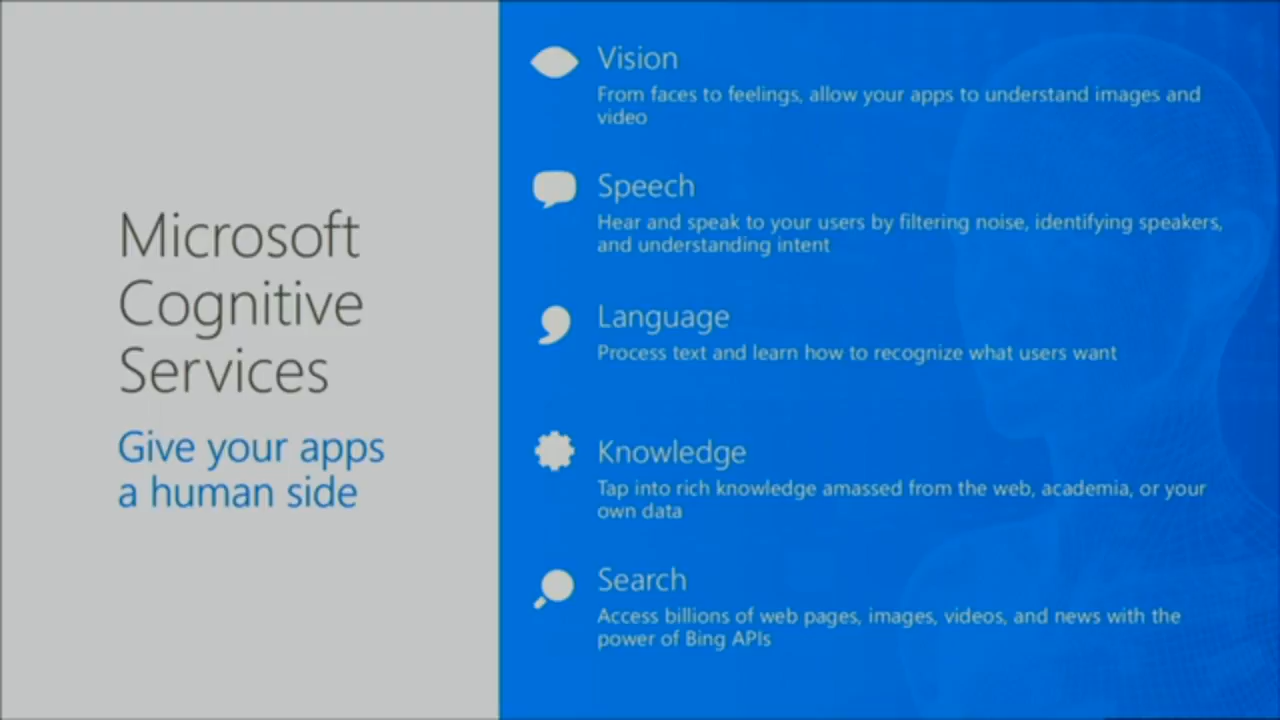 Microsoft
Cognitive
Services
Give your apps
a human side
Vision
From faces to feelings, allow your apps to understand images and
video
Speech
Hear and speak to your users by filtering noise, identifying speakers,
and understanding intent
Language
Process text and learn how to recognize what users want
Knowledge
Tap into rich knowledge amassed from the web, academia, or your
own data
Search
Access billions of web pages, images, videos, and news with the
power of Bing APIs